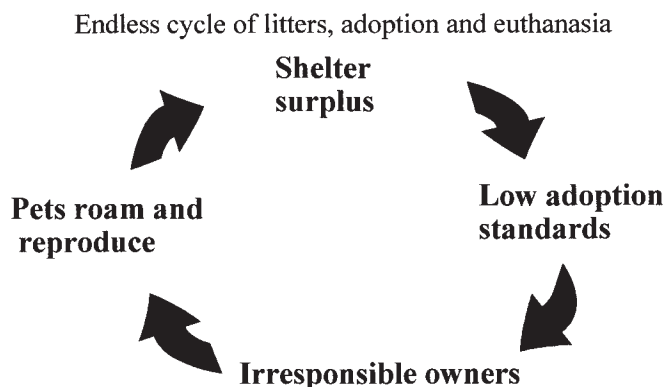 Endless cycle of litters, adoption and euthanasia
Shelter
surplus
Low adoption
standards
Irresponsible owners
Pets roam and
reproduce